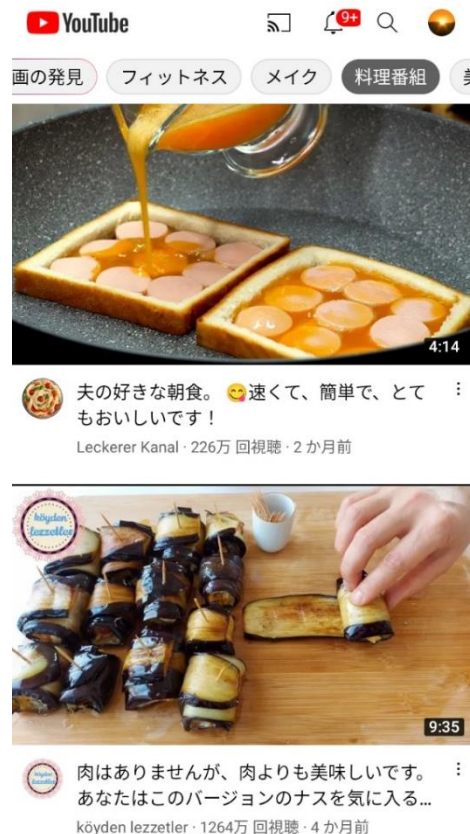 YouTube
9+
画の発見 フィットネス メイク 料理番組
4:14
夫の好きな朝食。 😋速くて、簡単で、とて
もおいしいです！
Leckerer Kanal · 226万 回視聴 · 2 か月前
köyden
lezzetler
9:35
肉はありませんが、肉よりも美味しいです。
あなたはこのバージョンのナスを気に入る...
köyden lezzetler · 1264万 回視聴 · 4 か月前